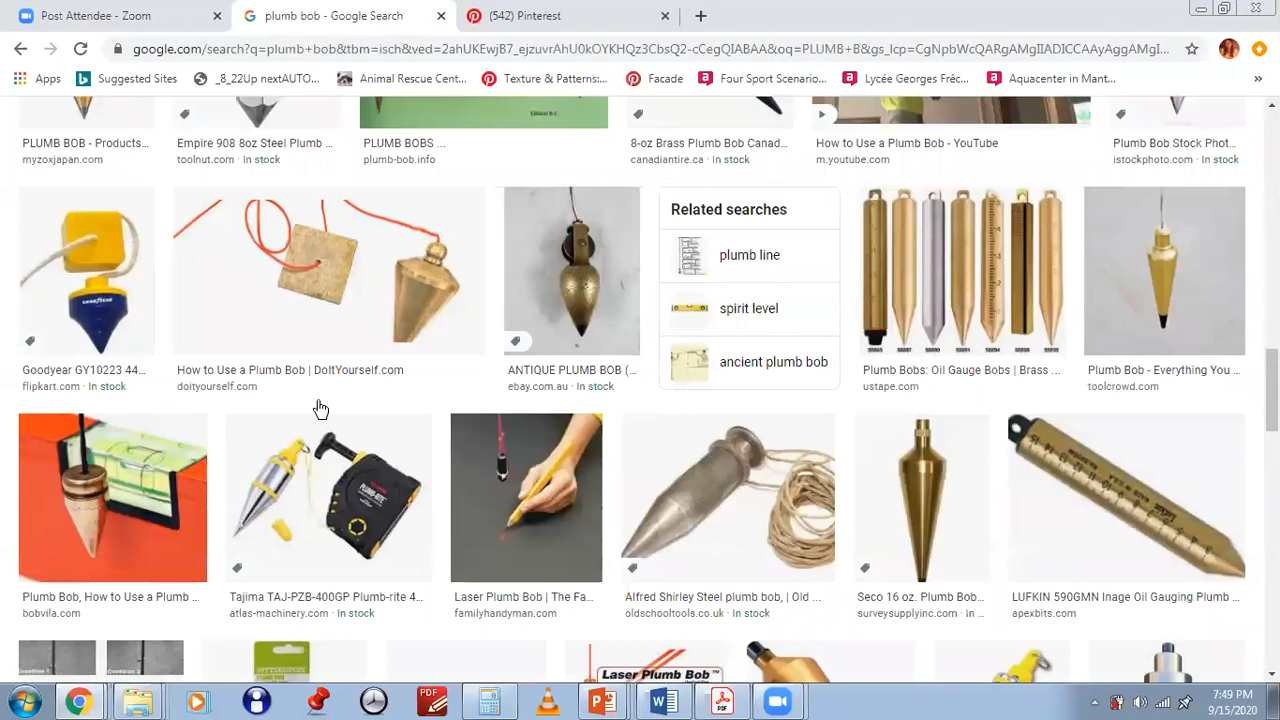 Post Attendee - Zoom
plumb bob - Google Search
(542) Pinterest
google.com/search?q=plumb+bob&tbm=isch&ved=2ahUKEwjB7_ejzuvrAhU0kOYKHQz3CbsQ2-cCegQIABAA&oq=PLUMB+B&gs_lcp=CgNpbWcQARgAMgIIADICCAAyAggAMgI...
Apps
Suggested Sites
_8_22Up nextAUTO...
Animal Rescue Cent...
Texture & Patterns:...
Facade
Four Sport Scenario...
Lycée Georges Frêc...
Aquacenter in Mant...
PLUMB BOB - Products...
myzoxjapan.com
Empire 908 8oz Steel Plumb ...
toolnut.com · In stock
PLUMB BOBS ...
plumb-bob.info
8-oz Brass Plumb Bob Canad...
canadiantire.ca · In stock
How to Use a Plumb Bob - YouTube
m.youtube.com
Plumb Bob Stock Phot...
istockphoto.com · In stock
GOODYEAR
Related searches
plumb line
spirit level
ancient plumb bob
Goodyear GY10223 44...
flipkart.com · In stock
How to Use a Plumb Bob | DoItYourself.com
doityourself.com
ANTIQUE PLUMB BOB (...
ebay.com.au · In stock
Plumb Bobs: Oil Gauge Bobs | Brass ...
ustape.com
Plumb Bob - Everything You ...
toolcrowd.com
Plumb Bob, How to Use a Plumb ...
bobvila.com
Tajima TAJ-PZB-400GP Plumb-rite 4...
atlas-machinery.com · In stock
Laser Plumb Bob | The Fa...
familyhandyman.com
Alfred Shirley Steel plumb bob, | Old ...
oldschooltools.co.uk · In stock
Seco 16 oz. Plumb Bob...
surveysupplyinc.com · In ...
LUFKIN 590GMN Inage Oil Gauging Plumb ...
apexbits.com
PITTSBURGH
Laser Plumb Bob
PDF
7:49 PM
9/15/2020